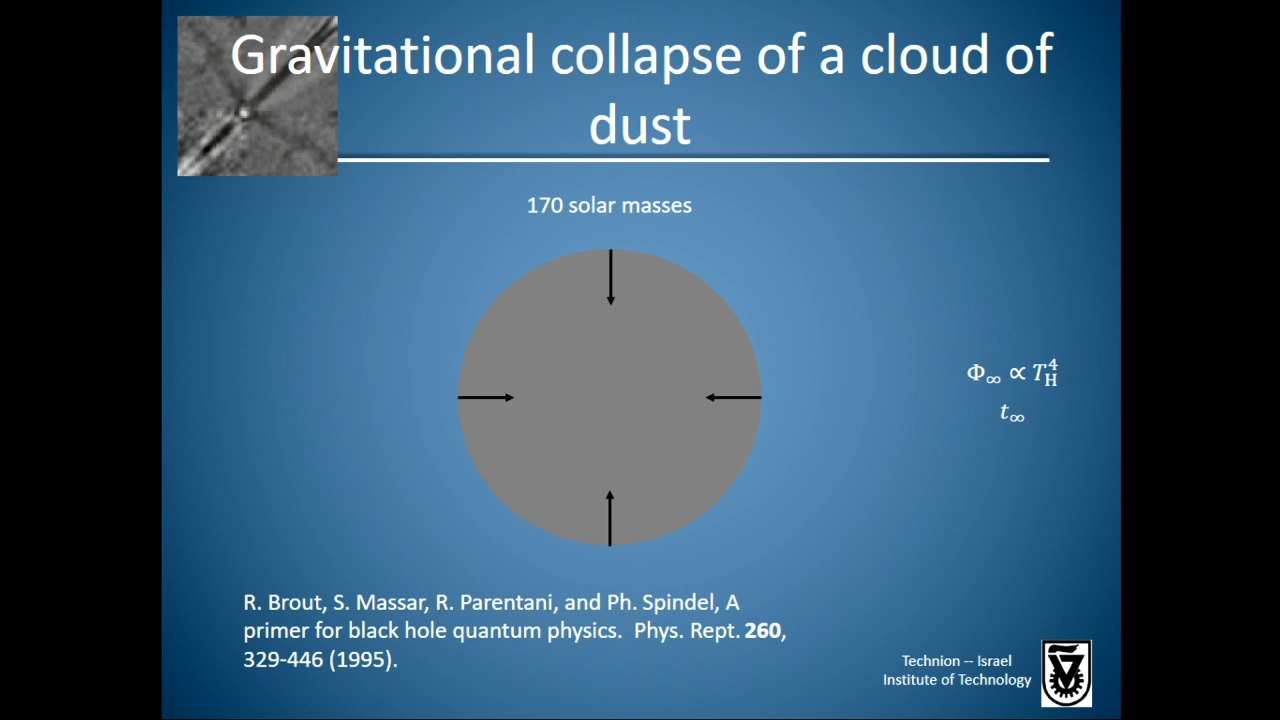 Gravitational collapse of a cloud of
dust
170 solar masses
Φ∞ ∝ T_H^4
t∞
R. Brout, S. Massar, R. Parentani, and Ph. Spindel, A
primer for black hole quantum physics. Phys. Rept. 260,
329-446 (1995).
Technion -- Israel
Institute of Technology